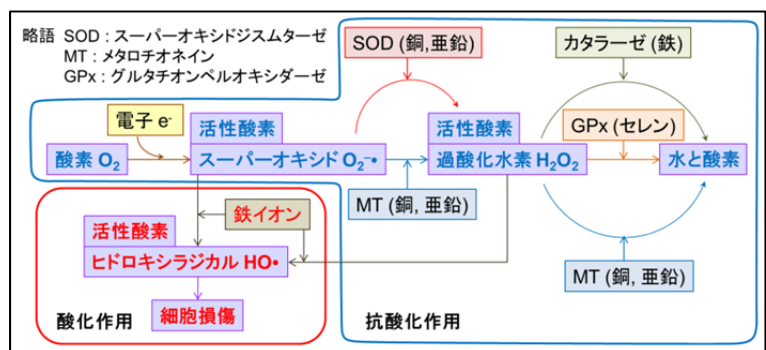 略語 SOD : スーパーオキシドジスムターゼ
MT : メタロチオネイン
GPx : グルタチオンペルオキシダーゼ
SOD (銅,亜鉛)
カタラーゼ (鉄)
電子 e-
活性酸素
活性酸素
GPx (セレン)
酸素 O₂
スーパーオキシド O₂⁻•
過酸化水素 H₂O₂
水と酸素
MT (銅, 亜鉛)
鉄イオン
活性酸素
ヒドロキシラジカル HO•
MT (銅, 亜鉛)
細胞損傷
酸化作用
抗酸化作用